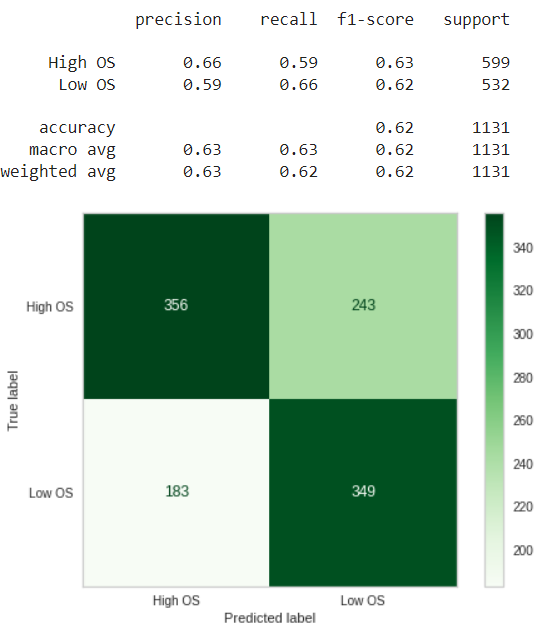 precision recall f1-score support
High OS 0.66 0.59 0.63 599
Low OS 0.59 0.66 0.62 532
accuracy 0.62 1131
macro avg 0.63 0.63 0.62 1131
weighted avg 0.63 0.62 0.62 1131
True label
High OS 356 243
Low OS 183 349
High OS Low OS
Predicted label
340
320
300
280
260
240
220
200